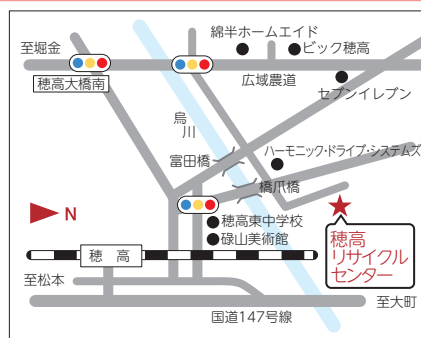 綿半ホームエイド
至堀金
ビック穂高
穂高大橋南
広域農道
セブンイレブン
烏川
ハーモニック・ドライブ・システムズ
富田橋
橋爪橋
N
穂高東中学校
碌山美術館
穂高
リサイクル
センター
穂 高
至松本
至大町
国道147号線